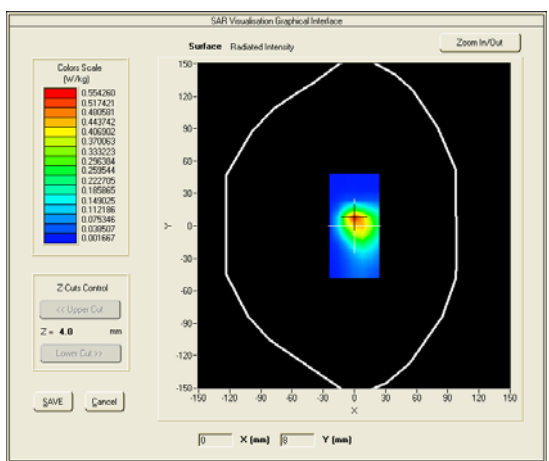 SAR Visualisation Graphical Interface
Surface Radiated Intensity
Zoom In/Out
Colors Scale
(W/kg)
0.554260
0.517421
0.480581
0.443742
0.406902
0.370063
0.333223
0.296384
0.259544
0.222705
0.185865
0.149025
0.112186
0.075346
0.038507
0.001667
150
120
90
60
30
0
-30
-60
-90
-120
-150
Y
-150 -120 -90 -60 -30 0 30 60 90 120 150
X
Z-Cuts Control
<< Upper Cut
Z = 4.0 mm
Lower Cut >>
SAVE Cancel
0 X (mm) 8 Y (mm)